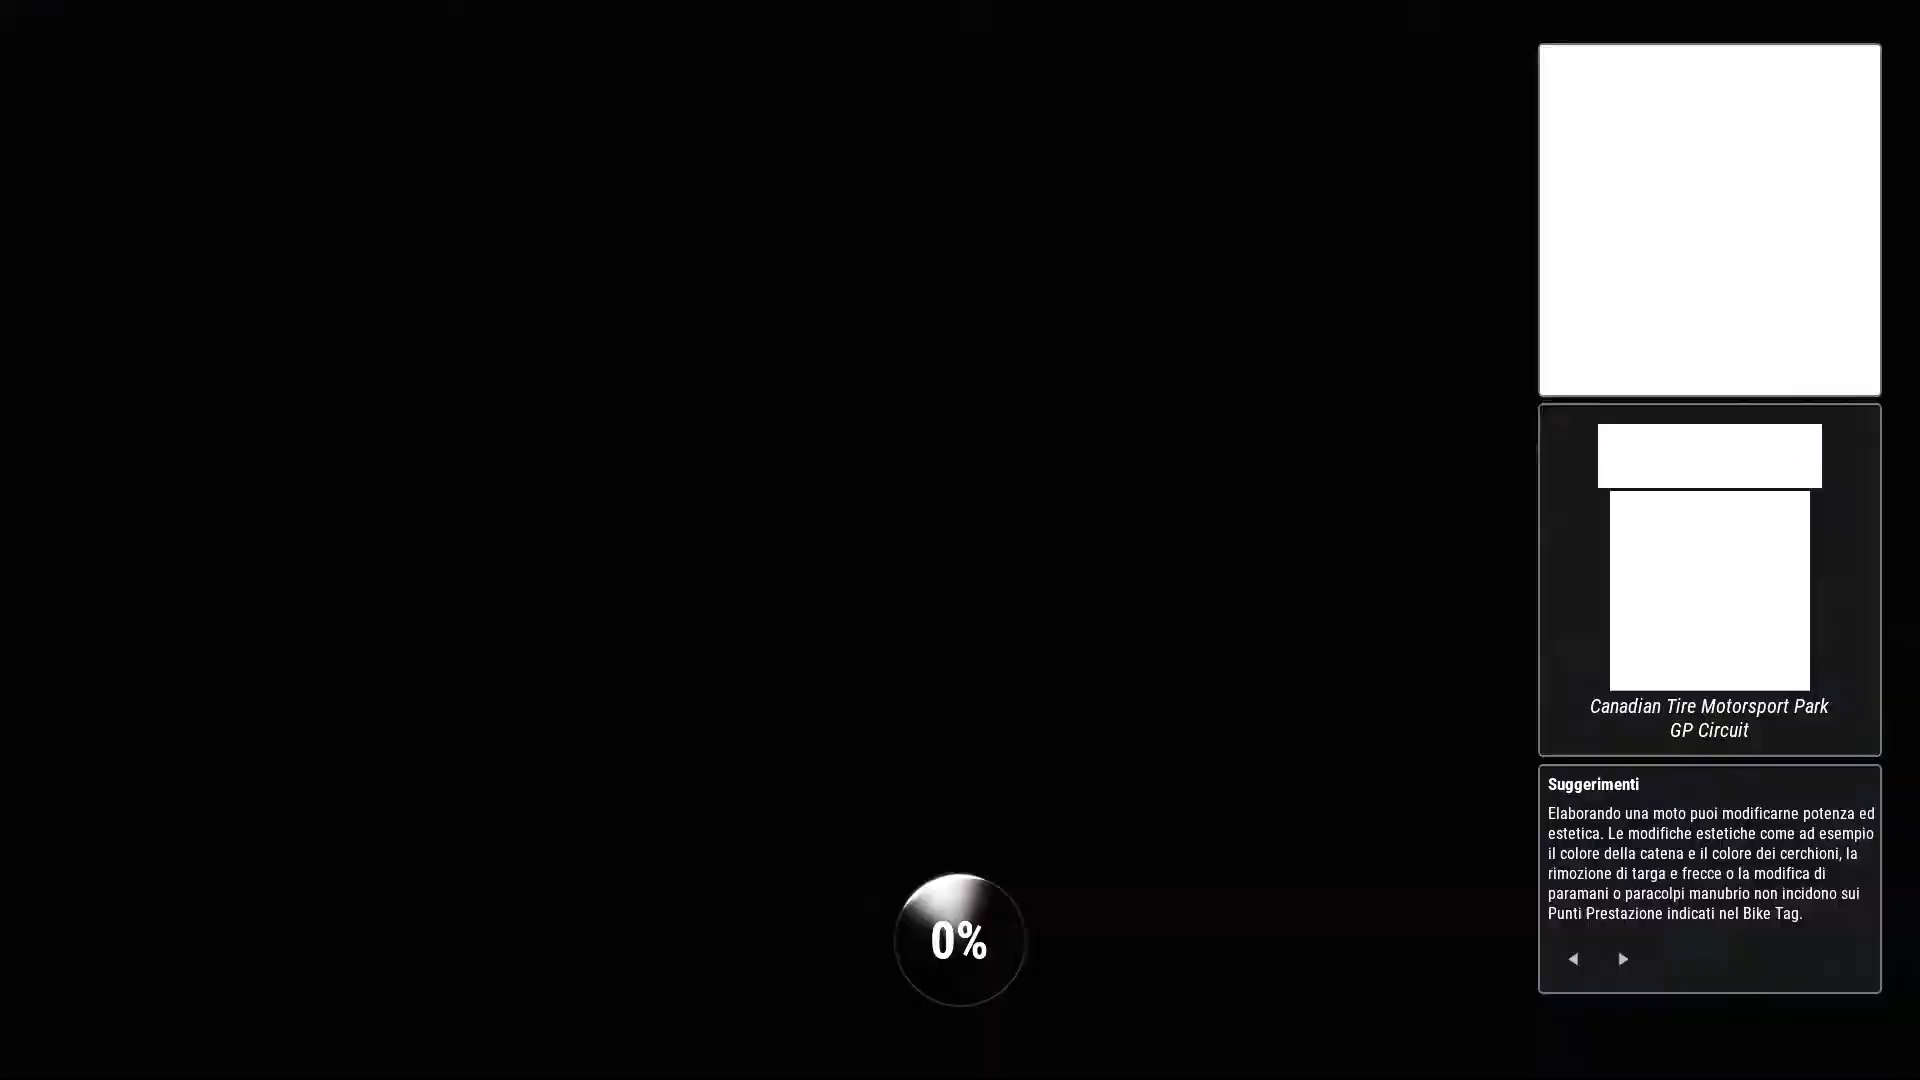 Canadian Tire Motorsport Park
GP Circuit
Suggerimenti
Elaborando una moto puoi modificarne potenza ed
estetica. Le modifiche estetiche come ad esempio
il colore della catena e il colore dei cerchioni, la
rimozione di targa e frecce o la modifica di
paramani o paracolpi manubrio non incidono sui
Punti Prestazione indicati nel Bike Tag.
0%